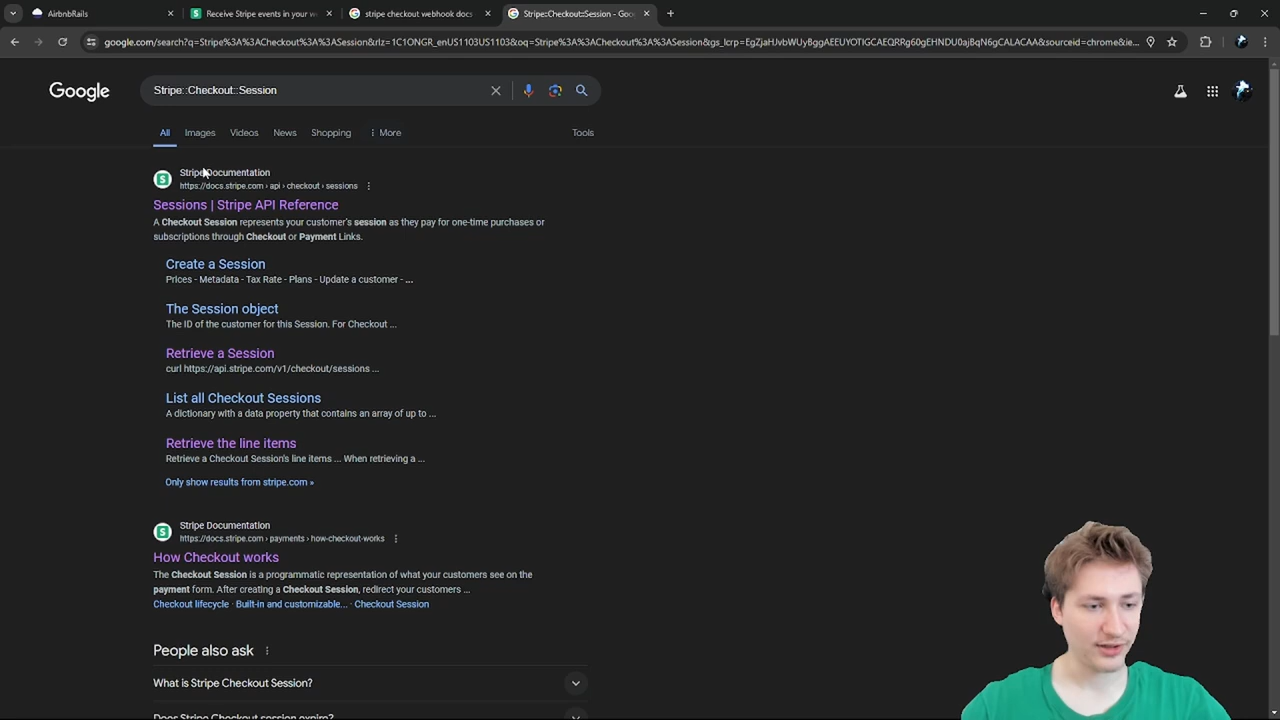 AirbnbRails
Receive Stripe events in your w
stripe checkout webhook docs
Stripe::Checkout::Session - Goo
google.com/search?q=Stripe%3A%3ACheckout%3A%3ASession&rlz=1C1ONGR_enUS1103US1103&oq=Stripe%3A%3ACheckout%3A%3ASession&gs_lcrp=EgZjaHJvbWUyBggAEEUYOTIGCAEQRRg60gEHNDU0ajBqN6gCALACAA&sourceid=chrome&ie...
Google
Stripe::Checkout::Session
All
Images
Videos
News
Shopping
More
Tools
Stripe Documentation
https://docs.stripe.com › api › checkout › sessions
Sessions | Stripe API Reference
A Checkout Session represents your customer's session as they pay for one-time purchases or
subscriptions through Checkout or Payment Links.
Create a Session
Prices - Metadata - Tax Rate - Plans - Update a customer - ...
The Session object
The ID of the customer for this Session. For Checkout ...
Retrieve a Session
curl https://api.stripe.com/v1/checkout/sessions ...
List all Checkout Sessions
A dictionary with a data property that contains an array of up to ...
Retrieve the line items
Retrieve a Checkout Session's line items ... When retrieving a ...
Only show results from stripe.com »
Stripe Documentation
https://docs.stripe.com › payments › how-checkout-works
How Checkout works
The Checkout Session is a programmatic representation of what your customers see on the
payment form. After creating a Checkout Session, redirect your customers ...
Checkout lifecycle · Built-in and customizable... · Checkout Session
People also ask
What is Stripe Checkout Session?
Does Stripe Checkout session expire?